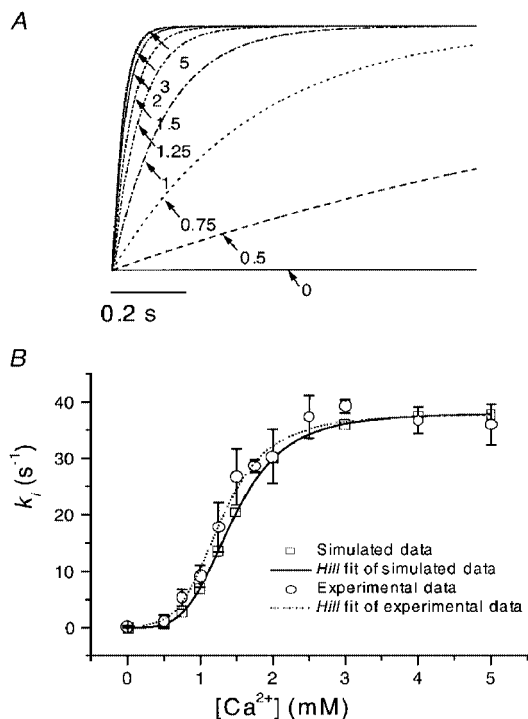 A
5
3
2
1.5
1.25
1
0.75
0.5
0
0.2 s
B
k_i (s⁻¹)
40
30
20
10
0
Simulated data
Hill fit of simulated data
Experimental data
Hill fit of experimental data
0 1 2 3 4 5
[Ca²⁺] (mM)